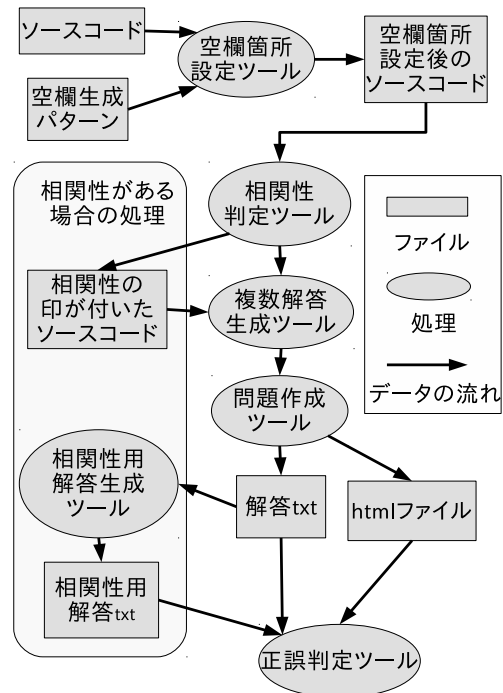 ソースコード
空欄生成
パターン
空欄箇所
設定ツール
空欄箇所
設定後の
ソースコード
相関性がある
場合の処理
相関性
判定ツール
相関性の
印が付いた
ソースコード
複数解答
生成ツール
問題作成
ツール
相関性用
解答生成
ツール
解答txt
htmlファイル
相関性用
解答txt
正誤判定ツール
ファイル
処理
データの流れ